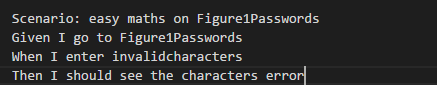 Scenario: easy maths on Figure1Passwords
Given I go to Figure1Passwords
When I enter invalidcharacters
Then I should see the characters error